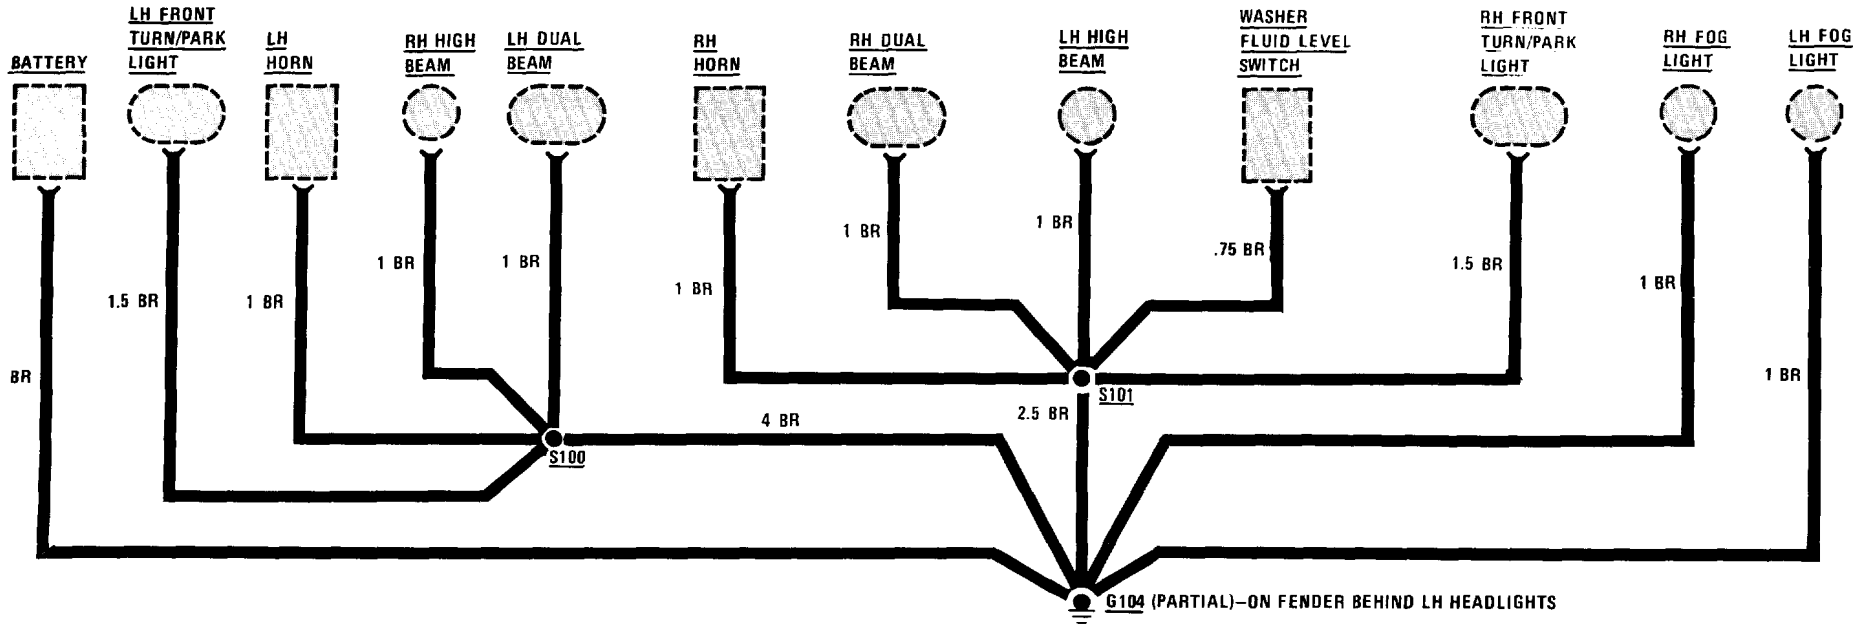 BATTERY
LH FRONT
TURN/PARK
LIGHT
LH
HORN
RH HIGH
BEAM
LH DUAL
BEAM
RH
HORN
RH DUAL
BEAM
LH HIGH
BEAM
WASHER
FLUID LEVEL
SWITCH
RH FRONT
TURN/PARK
LIGHT
RH FOG
LIGHT
LH FOG
LIGHT
BR
1.5 BR
1 BR
1 BR
1 BR
1 BR
1 BR
1 BR
.75 BR
1.5 BR
1 BR
1 BR
S101
2.5 BR
4 BR
S100
G104 (PARTIAL)–ON FENDER BEHIND LH HEADLIGHTS